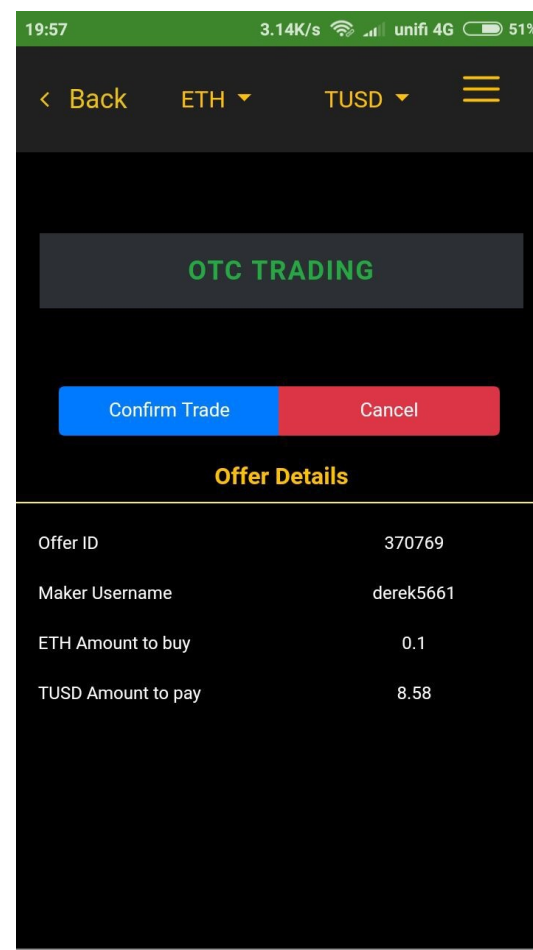 19:57 3.14K/s unifi 4G 51%
< Back ETH TUSD
OTC TRADING
Confirm Trade Cancel
Offer Details
Offer ID 370769
Maker Username derek5661
ETH Amount to buy 0.1
TUSD Amount to pay 8.58